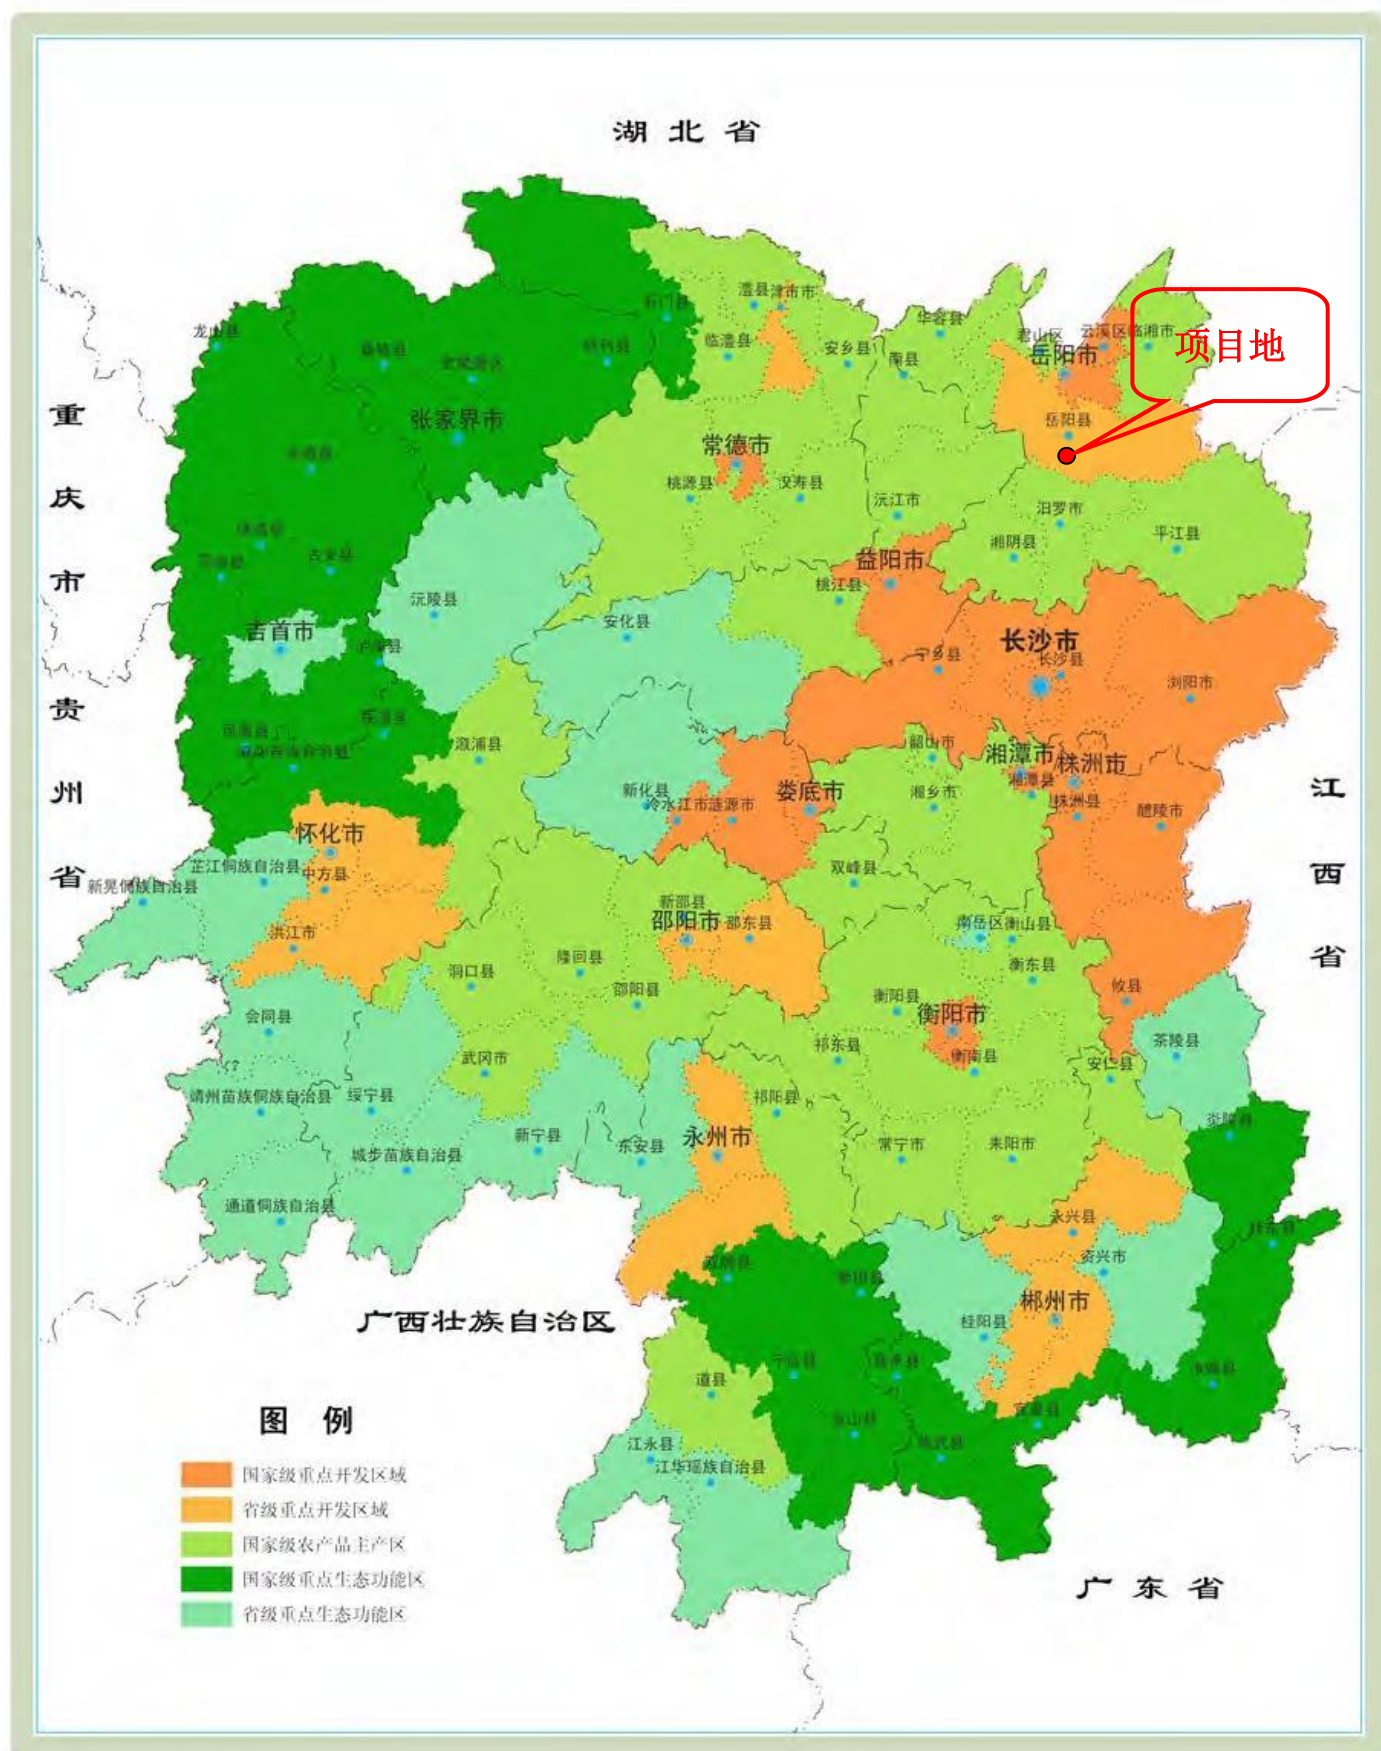 湖北省
重庆市
贵州省
江西省
广西壮族自治区
广东省
项目地
龙山县
张家界市
石门县
澧县
津市市
临澧县
安乡县
华容县
南县
君山区
云溪区
临湘市
岳阳市
岳阳县
常德市
桃源县
汉寿县
沅江市
汨罗市
湘阴县
平江县
益阳市
桃江县
古丈县
沅陵县
安化县
吉首市
泸溪县
长沙市
长沙县
宁乡县
浏阳市
溆浦县
韶山市
湘潭市
湘潭县
株洲市
株洲县
湘乡市
醴陵市
新化县
冷水江市
涟源市
娄底市
双峰县
怀化市
芷江侗族自治县
中方县
新晃侗族自治县
洪江市
新邵县
邵阳市
邵东县
南岳区
衡山县
衡东县
隆回县
洞口县
邵阳县
衡阳县
衡阳市
衡南县
攸县
会同县
武冈市
祁东县
安仁县
茶陵县
靖州苗族侗族自治县
绥宁县
祁阳县
炎陵县
新宁县
东安县
永州市
常宁市
耒阳市
城步苗族自治县
通道侗族自治县
永兴县
资兴市
桂东县
双牌县
新田县
郴州市
桂阳县
宁远县
嘉禾县
道县
汝城县
蓝山县
宜章县
临武县
江永县
江华瑶族自治县
图例
国家级重点开发区域
省级重点开发区域
国家级农产品主产区
国家级重点生态功能区
省级重点生态功能区